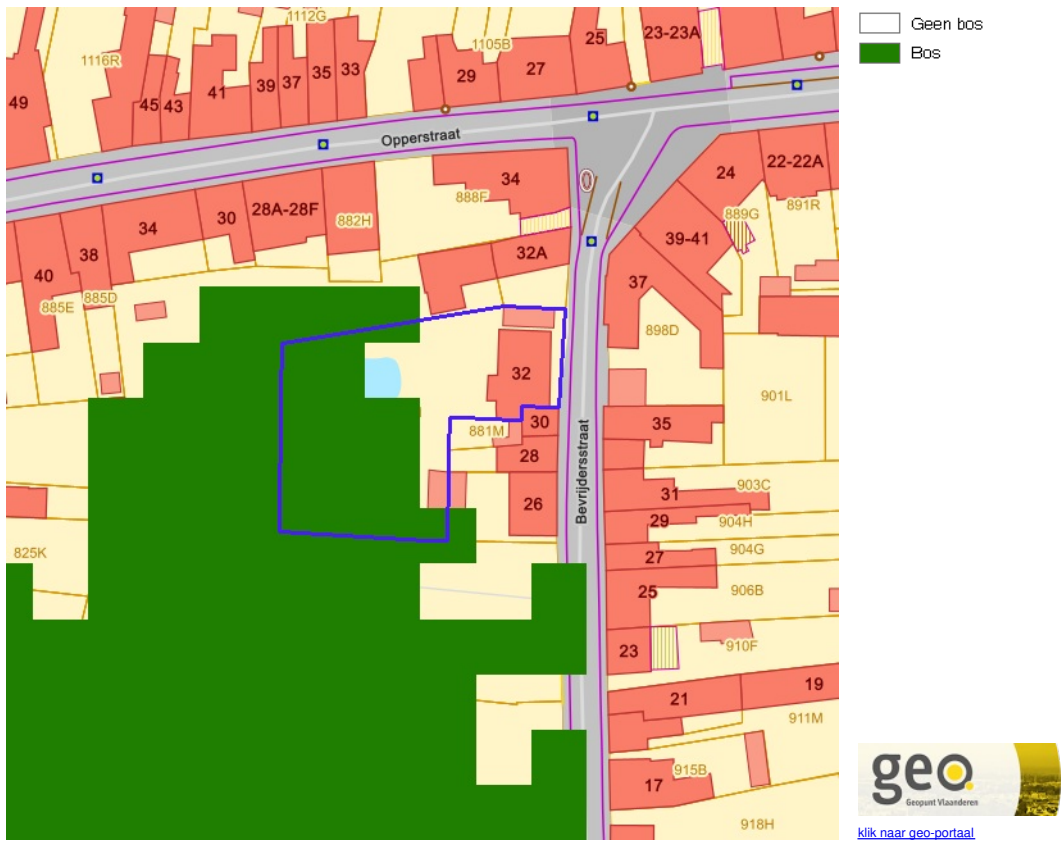 1112G
1116R
1105B
23-23A
25
49
45
43
41
39
37
35
33
29
27
Opperstraat
34
24
22-22A
888F
891R
889G
34
30
28A-28F
882H
40
38
32A
39-41
37
885E
885D
898D
32
901L
881M
30
35
28
Bevrijdersstraat
26
31
903C
29
904H
27
904G
825K
25
906B
23
910F
21
19
911M
17
915B
918H
Geen bos
Bos
geo.
Geopunt Vlaanderen
klik naar geo-portaal